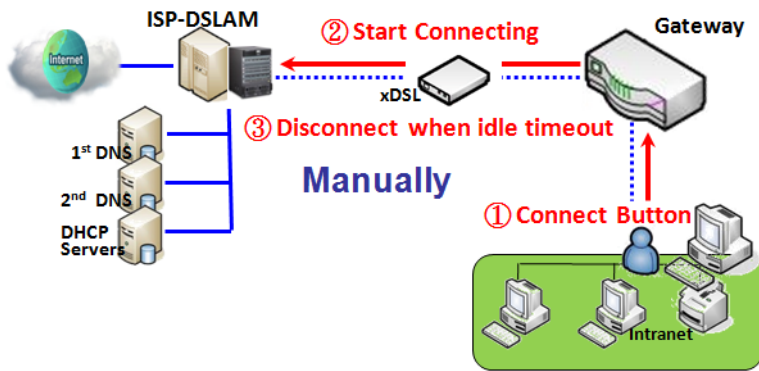 ISP-DSLAM
② Start Connecting
Gateway
Internet
xDSL
③ Disconnect when idle timeout
1st DNS
Manually
2nd DNS
① Connect Button
DHCP
Servers
Intranet